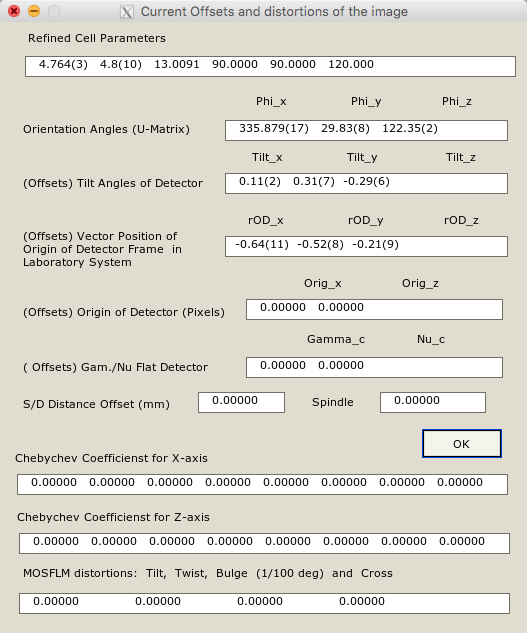 Current Offsets and distortions of the image
Refined Cell Parameters
4.764(3) 4.8(10) 13.0091 90.0000 90.0000 120.000
Phi_x Phi_y Phi_z
Orientation Angles (U-Matrix) 335.879(17) 29.83(8) 122.35(2)
Tilt_x Tilt_y Tilt_z
(Offsets) Tilt Angles of Detector 0.11(2) 0.31(7) -0.29(6)
rOD_x rOD_y rOD_z
(Offsets) Vector Position of
Origin of Detector Frame in
Laboratory System
-0.64(11) -0.52(8) -0.21(9)
Orig_x Orig_z
(Offsets) Origin of Detector (Pixels) 0.00000 0.00000
Gamma_c Nu_c
( Offsets) Gam./Nu Flat Detector 0.00000 0.00000
S/D Distance Offset (mm) 0.00000 Spindle 0.00000
OK
Chebychev Coefficienst for X-axis
0.00000 0.00000 0.00000 0.00000 0.00000 0.00000 0.00000 0.00000
Chebychev Coefficienst for Z-axis
0.00000 0.00000 0.00000 0.00000 0.00000 0.00000 0.00000 0.00000
MOSFLM distortions: Tilt, Twist, Bulge (1/100 deg) and Cross
0.00000 0.00000 0.00000 0.00000